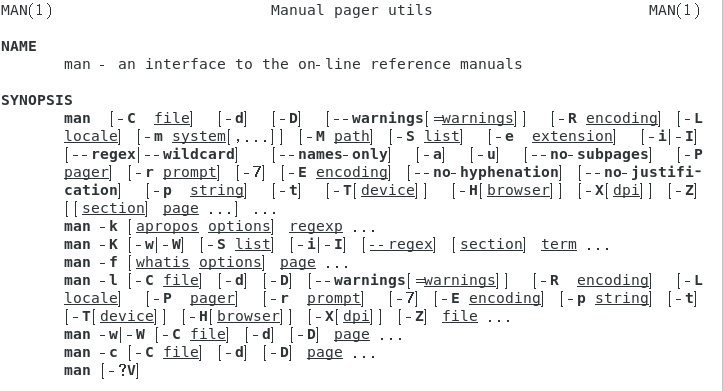 MAN(1) Manual pager utils MAN(1)
NAME
man - an interface to the on-line reference manuals
SYNOPSIS
man [-C file] [-d] [-D] [--warnings[=warnings]] [-R encoding] [-L
locale] [-m system[,...]] [-M path] [-S list] [-e extension] [-i|-I]
[--regex|--wildcard] [--names-only] [-a] [-u] [--no-subpages] [-P
pager] [-r prompt] [-7] [-E encoding] [--no-hyphenation] [--no-justifi-
cation] [-p string] [-t] [-T[device]] [-H[browser]] [-X[dpi]] [-Z]
[[section] page ...] ...
man -k [apropos options] regexp ...
man -K [-w|-W] [-S list] [-i|-I] [--regex] [section] term ...
man -f [whatis options] page ...
man -l [-C file] [-d] [-D] [--warnings[=warnings]] [-R encoding] [-L
locale] [-P pager] [-r prompt] [-7] [-E encoding] [-p string] [-t]
[-T[device]] [-H[browser]] [-X[dpi]] [-Z] file ...
man -w|-W [-C file] [-d] [-D] page ...
man -c [-C file] [-d] [-D] page ...
man [-?V]